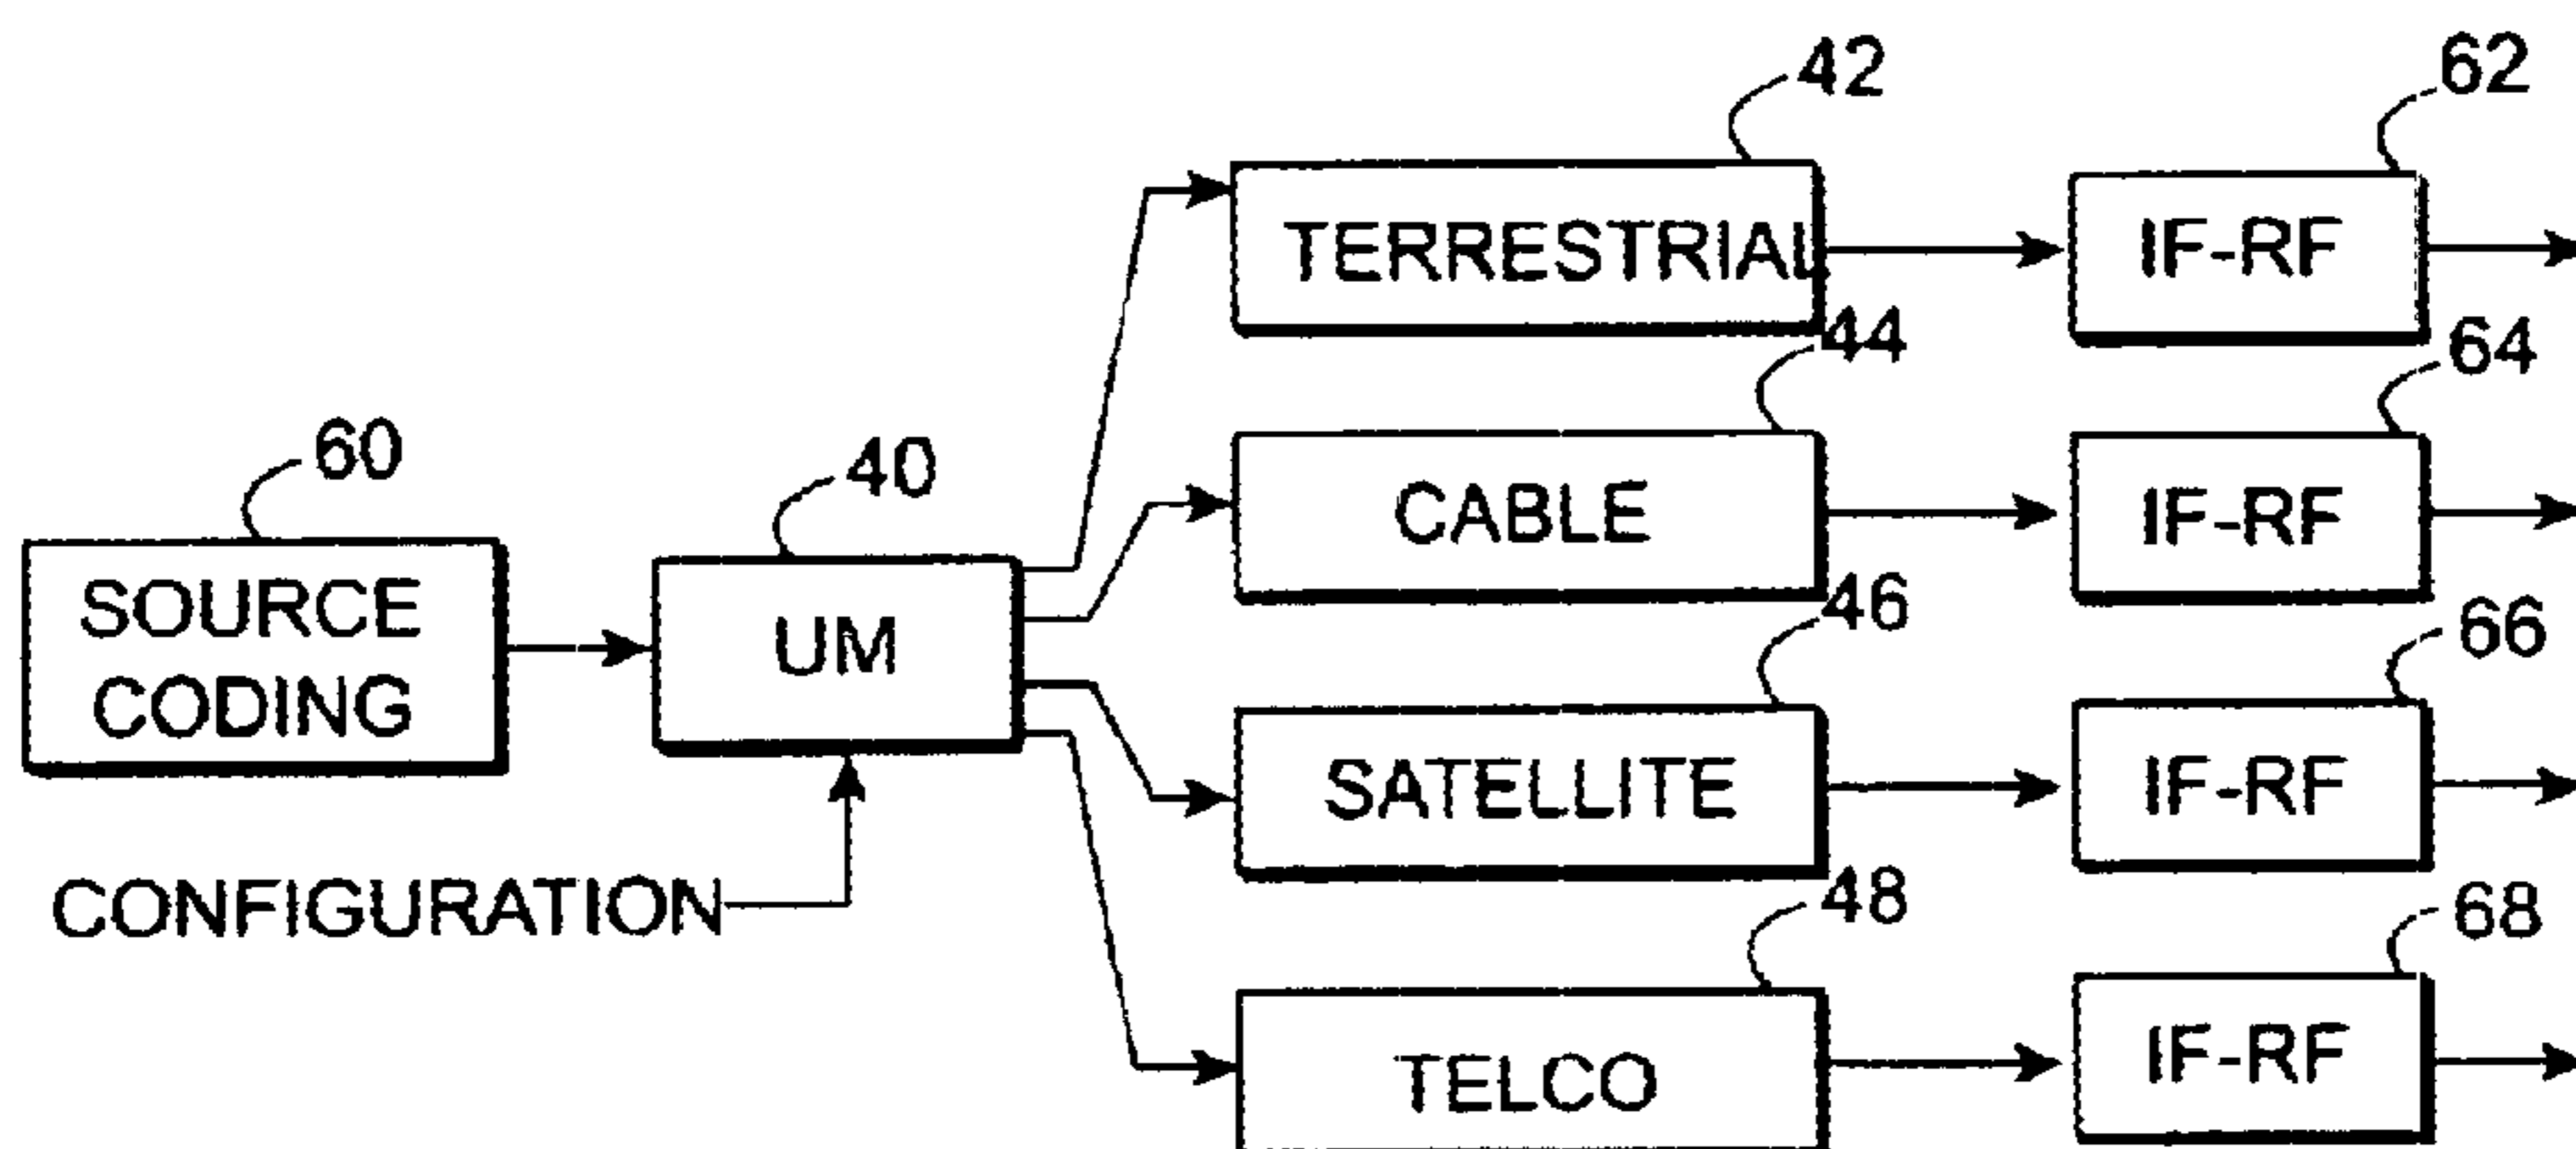 42
62
TERRESTRIAL
IF-RF
44
64
60
40
CABLE
IF-RF
SOURCE
CODING
UM
46
66
SATELLITE
IF-RF
CONFIGURATION
48
68
TELCO
IF-RF